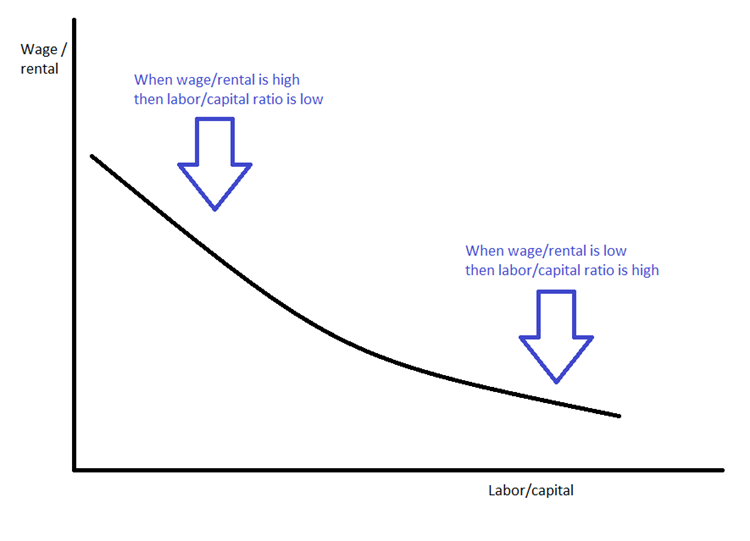 Wage /
rental
When wage/rental is high
then labor/capital ratio is low
When wage/rental is low
then labor/capital ratio is high
Labor/capital